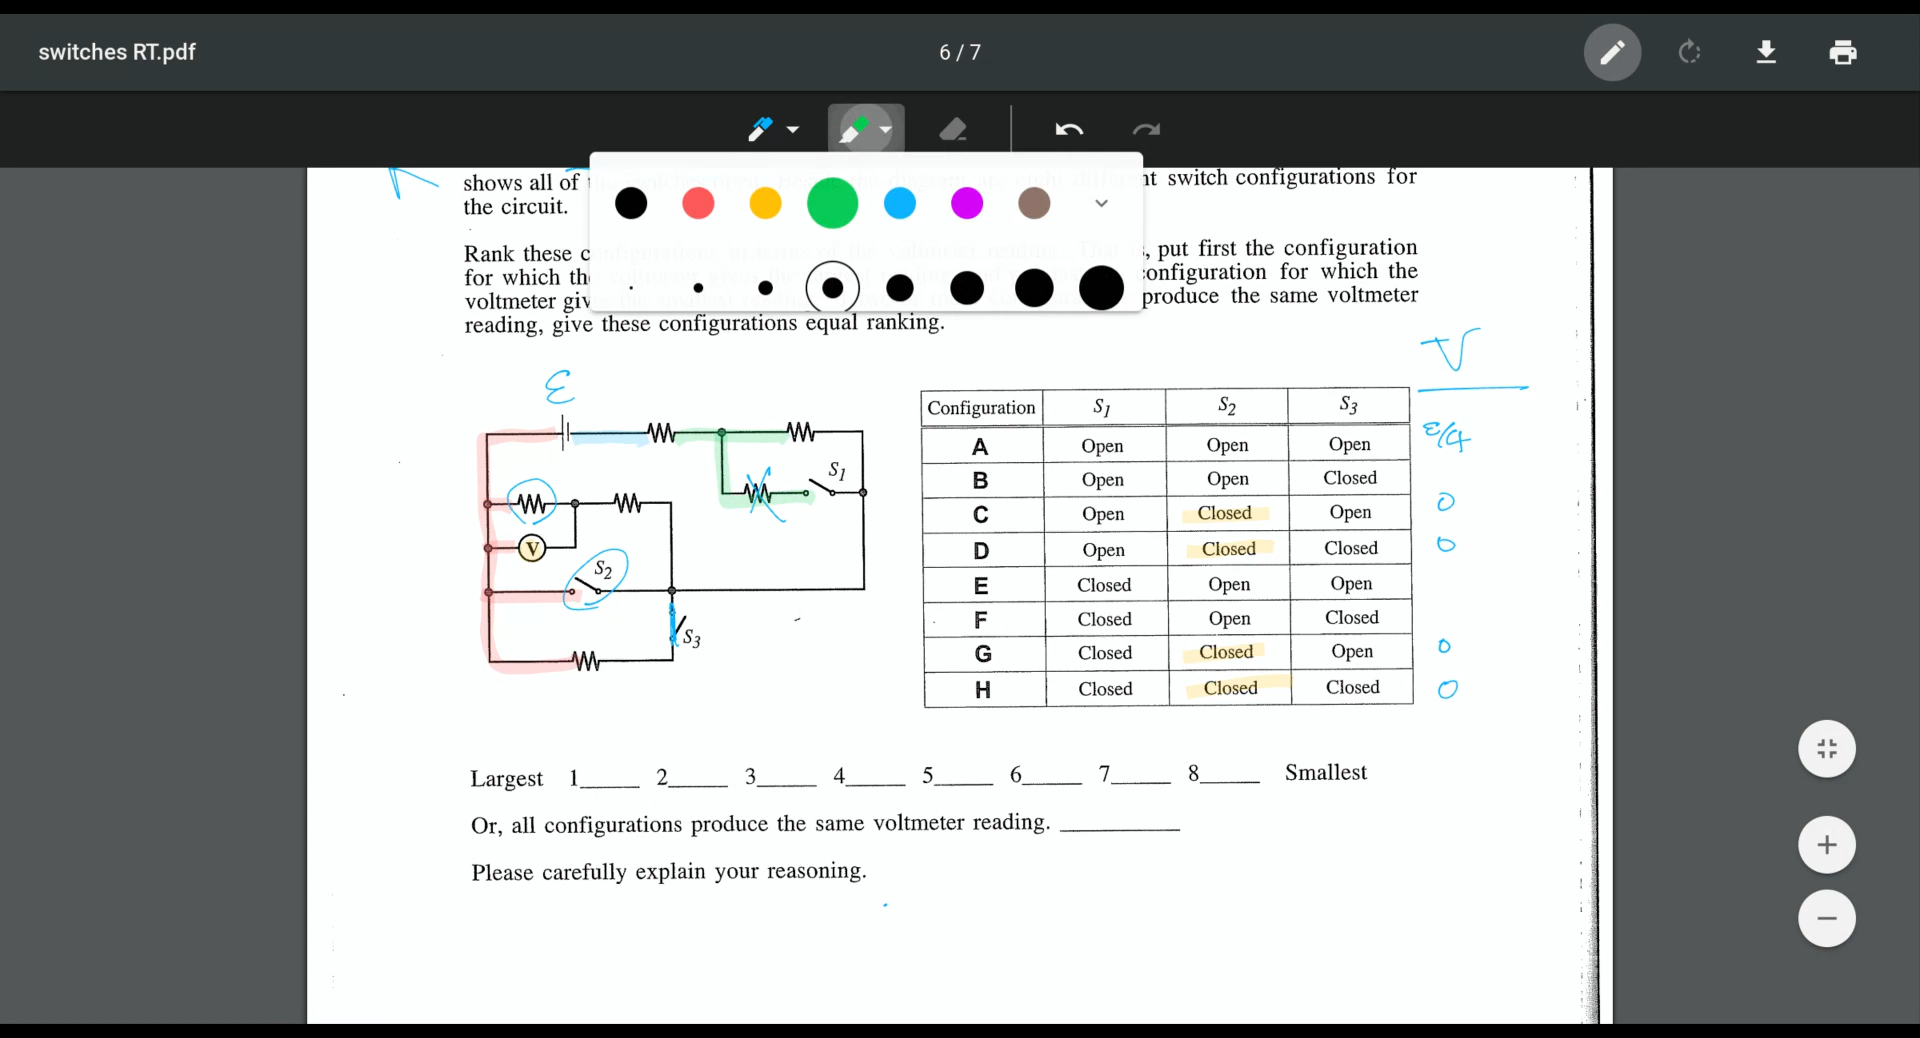 switches RT.pdf
6 / 7
shows all of nt switch configurations for
the circuit.
Rank these c , put first the configuration
for which the configuration for which the
voltmeter giv produce the same voltmeter
reading, give these configurations equal ranking.
V
ε
Configuration S1 S2 S3
A Open Open Open ε/4
B Open Open Closed
C Open Closed Open 0
D Open Closed Closed 0
E Closed Open Open
F Closed Open Closed
G Closed Closed Open 0
H Closed Closed Closed 0
S1
V
S2
S3
Largest 1_____ 2_____ 3_____ 4_____ 5_____ 6_____ 7_____ 8_____ Smallest
Or, all configurations produce the same voltmeter reading. __________
Please carefully explain your reasoning.